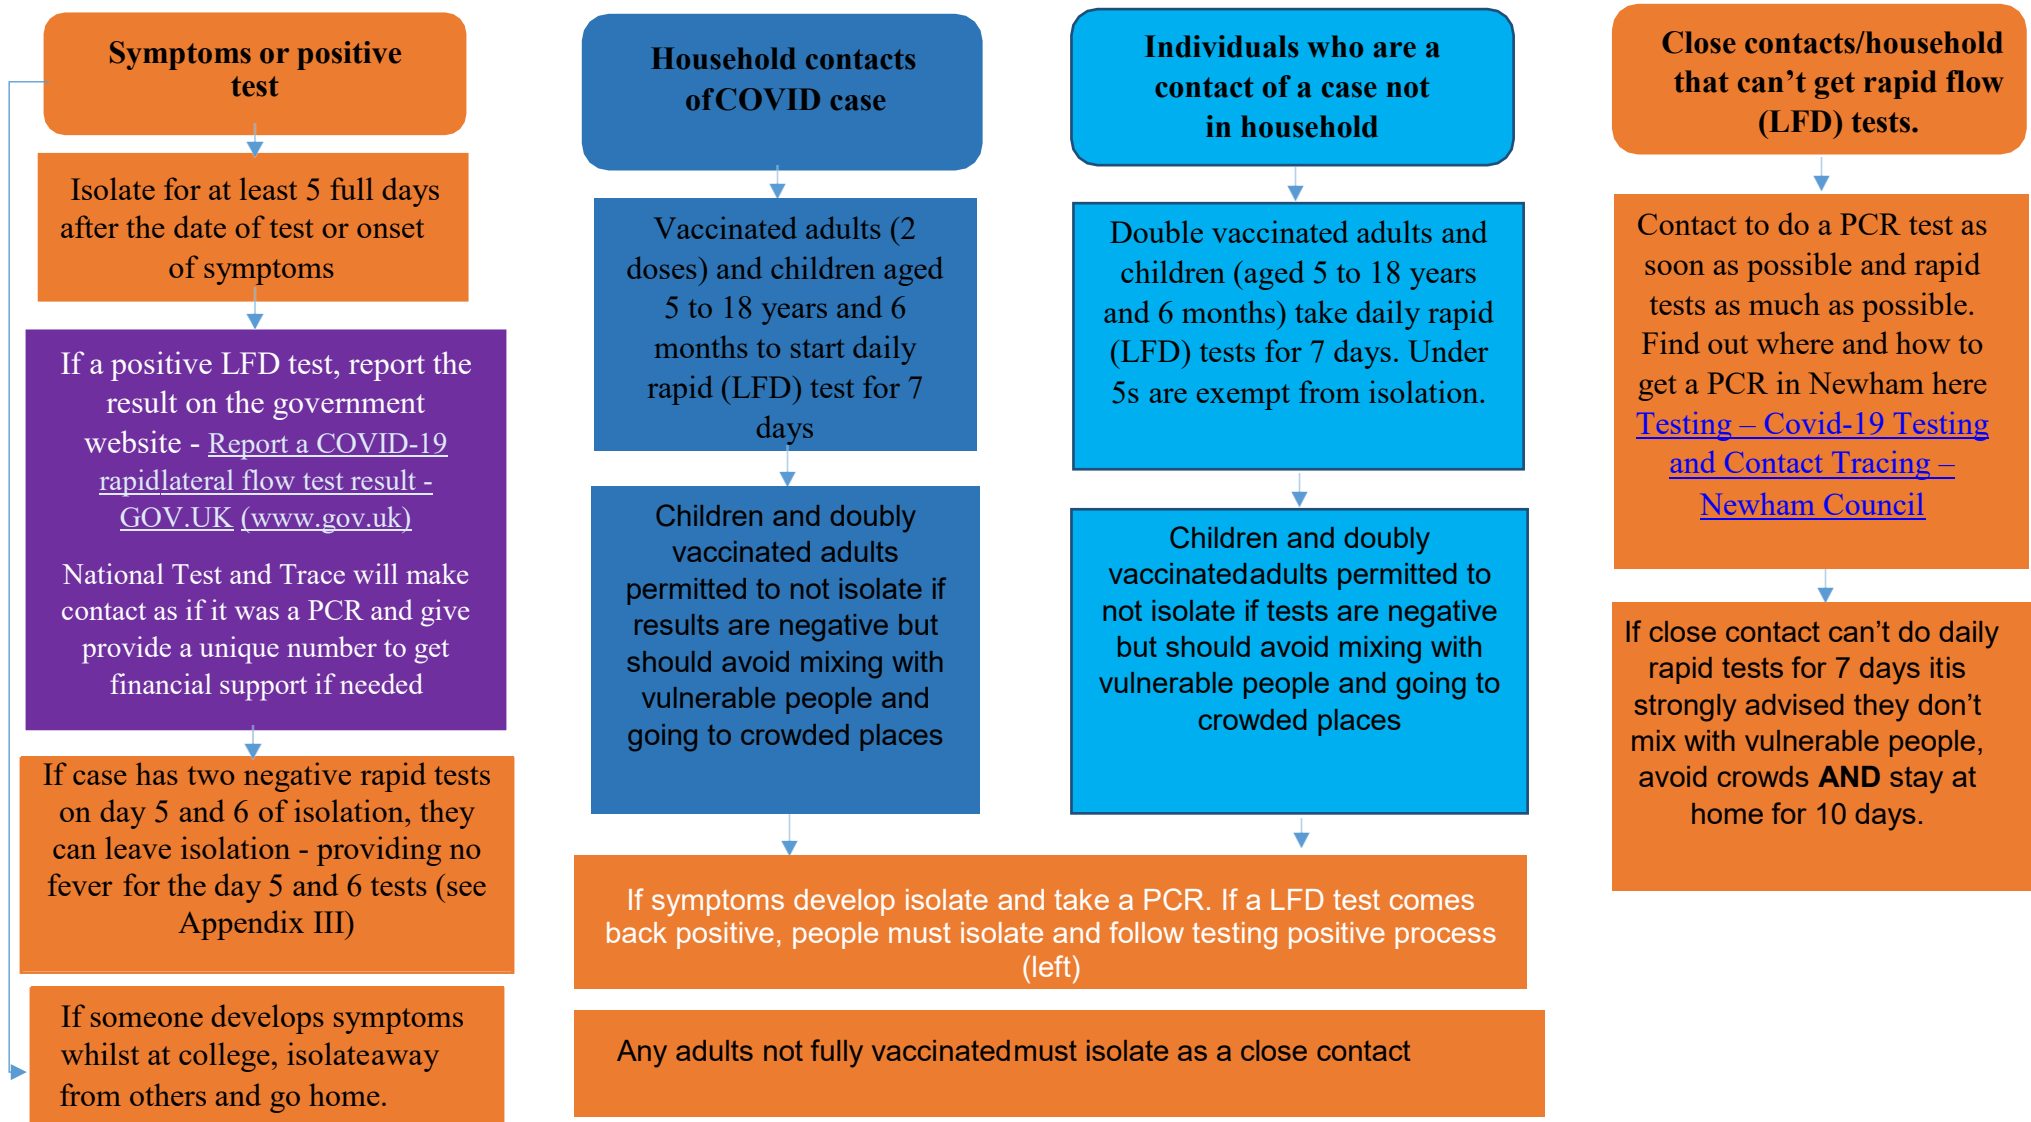 Symptoms or positive
test
Isolate for at least 5 full days
after the date of test or onset
of symptoms
If a positive LFD test, report the
result on the government
website - Report a COVID-19
rapidlateral flow test result -
GOV.UK (www.gov.uk)
National Test and Trace will make
contact as if it was a PCR and give
provide a unique number to get
financial support if needed
If case has two negative rapid tests
on day 5 and 6 of isolation, they
can leave isolation - providing no
fever for the day 5 and 6 tests (see
Appendix III)
If someone develops symptoms
whilst at college, isolateaway
from others and go home.
Household contacts
ofCOVID case
Vaccinated adults (2
doses) and children aged
5 to 18 years and 6
months to start daily
rapid (LFD) test for 7
days
Children and doubly
vaccinated adults
permitted to not isolate if
results are negative but
should avoid mixing with
vulnerable people and
going to crowded places
Individuals who are a
contact of a case not
in household
Double vaccinated adults and
children (aged 5 to 18 years
and 6 months) take daily rapid
(LFD) tests for 7 days. Under
5s are exempt from isolation.
Children and doubly
vaccinatedadults permitted to
not isolate if tests are negative
but should avoid mixing with
vulnerable people and going to
crowded places
If symptoms develop isolate and take a PCR. If a LFD test comes
back positive, people must isolate and follow testing positive process
(left)
Any adults not fully vaccinatedmust isolate as a close contact
Close contacts/household
that can’t get rapid flow
(LFD) tests.
Contact to do a PCR test as
soon as possible and rapid
tests as much as possible.
Find out where and how to
get a PCR in Newham here
Testing – Covid-19 Testing
and Contact Tracing –
Newham Council
If close contact can’t do daily
rapid tests for 7 days itis
strongly advised they don’t
mix with vulnerable people,
avoid crowds AND stay at
home for 10 days.